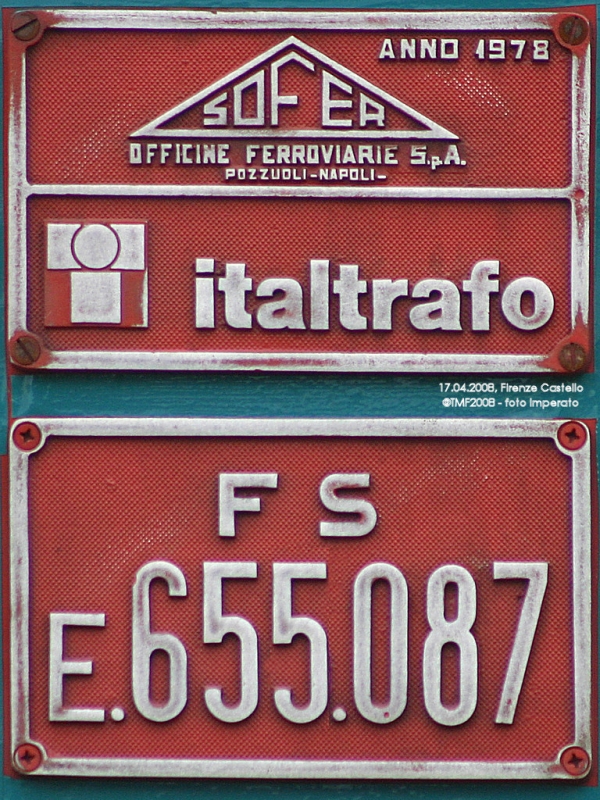 ANNO 1978
SOFER
OFFICINE FERROVIARIE S.p.A.
POZZUOLI-NAPOLI-
italtrafo
17.04.2008, Firenze Castello
©TMF2008 - foto Imperato
F S
E.655.087